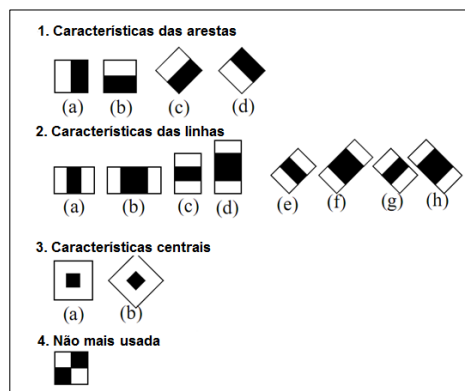 1. Características das arestas
(a) (b) (c) (d)
2. Características das linhas
(a) (b) (c) (d) (e) (f) (g) (h)
3. Características centrais
(a) (b)
4. Não mais usada